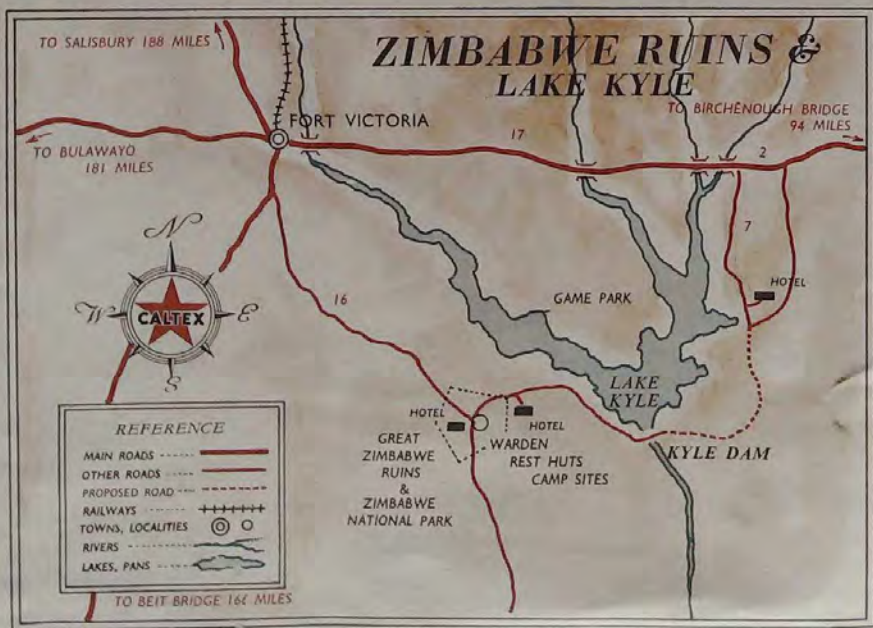 ZIMBABWE RUINS &
LAKE KYLE
TO SALISBURY 188 MILES
TO BIRCHENOUGH BRIDGE
94 MILES
FORT VICTORIA
17
2
TO BULAWAYO
181 MILES
7
N
W
E
S
CALTEX
16
GAME PARK
HOTEL
LAKE
KYLE
HOTEL
HOTEL
KYLE DAM
WARDEN
REST HUTS
CAMP SITES
GREAT
ZIMBABWE
RUINS
&
ZIMBABWE
NATIONAL PARK
REFERENCE
MAIN ROADS
OTHER ROADS
PROPOSED ROAD
RAILWAYS
TOWNS, LOCALITIES
RIVERS
LAKES, PANS
TO BEIT BRIDGE 166 MILES